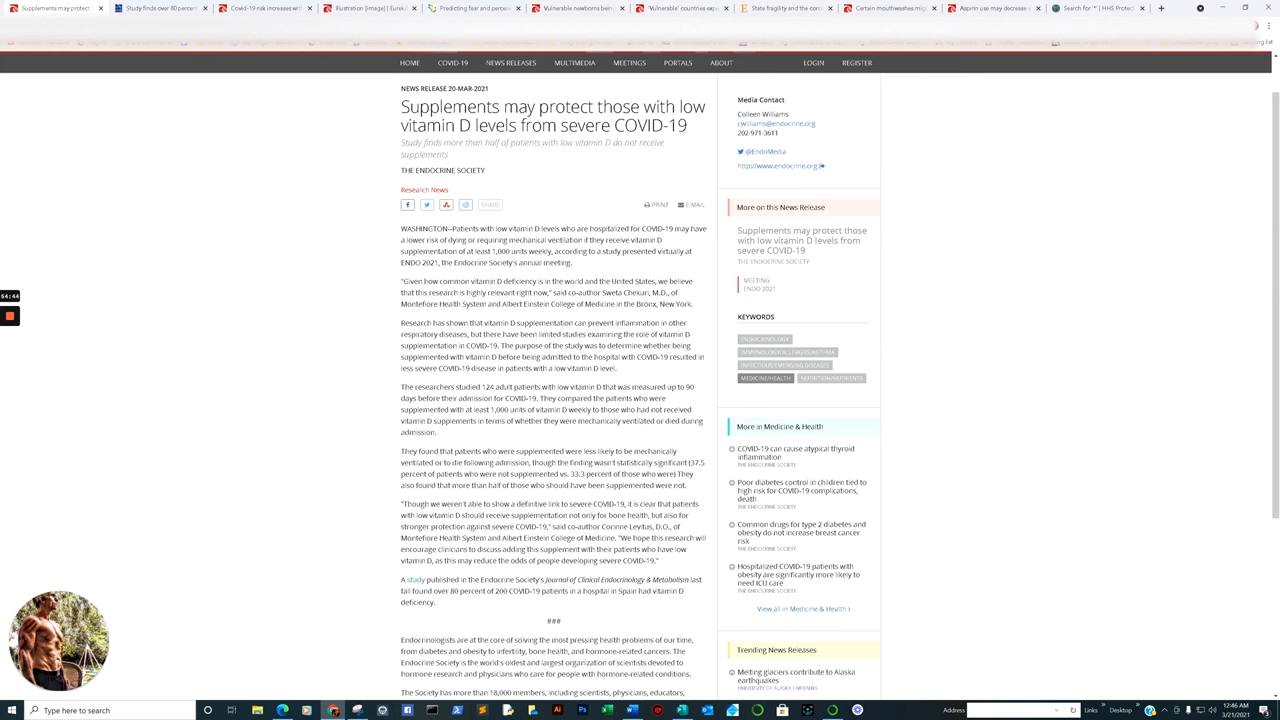 Supplements may protect
Study finds over 80 percent
Covid-19 risk increases with
Illustration [image] | Eurekal
Predicting fear and perceive
Vulnerable newborns being
'Vulnerable' countries expe
State fragility and the coro
Certain mouthwashes mig
Aspirin use may decrease v
Search for "" | HHS Protect
HOME
COVID-19
NEWS RELEASES
MULTIMEDIA
MEETINGS
PORTALS
ABOUT
LOGIN
REGISTER
NEWS RELEASE 20-MAR-2021
Supplements may protect those with low
vitamin D levels from severe COVID-19
Study finds more than half of patients with low vitamin D do not receive
supplements
THE ENDOCRINE SOCIETY
Research News
SHARE
PRINT
E-MAIL
WASHINGTON--Patients with low vitamin D levels who are hospitalized for COVID-19 may have
a lower risk of dying or requiring mechanical ventilation if they receive vitamin D
supplementation of at least 1,000 units weekly, according to a study presented virtually at
ENDO 2021, the Endocrine Society's annual meeting.
"Given how common vitamin D deficiency is in the world and the United States, we believe
that this research is highly relevant right now," said co-author Sweta Chekuri, M.D., of
Montefiore Health System and Albert Einstein College of Medicine in the Bronx, New York.
Research has shown that vitamin D supplementation can prevent inflammation in other
respiratory diseases, but there have been limited studies examining the role of vitamin D
supplementation in COVID-19. The purpose of the study was to determine whether being
supplemented with vitamin D before being admitted to the hospital with COVID-19 resulted in
less severe COVID-19 disease in patients with a low vitamin D level.
The researchers studied 124 adult patients with low vitamin D that was measured up to 90
days before their admission for COVID-19. They compared the patients who were
supplemented with at least 1,000 units of vitamin D weekly to those who had not received
vitamin D supplements in terms of whether they were mechanically ventilated or died during
admission.
They found that patients who were supplemented were less likely to be mechanically
ventilated or to die following admission, though the finding wasn't statistically significant (37.5
percent of patients who were not supplemented vs. 33.3 percent of those who were) They
also found that more than half of those who should have been supplemented were not.
"Though we weren't able to show a definitive link to severe COVID-19, it is clear that patients
with low vitamin D should receive supplementation not only for bone health, but also for
stronger protection against severe COVID-19," said co-author Corinne Levitus, D.O., of
Montefiore Health System and Albert Einstein College of Medicine. "We hope this research will
encourage clinicians to discuss adding this supplement with their patients who have low
vitamin D, as this may reduce the odds of people developing severe COVID-19."
A study published in the Endocrine Society's Journal of Clinical Endocrinology & Metabolism last
fall found over 80 percent of 200 COVID-19 patients in a hospital in Spain had vitamin D
deficiency.
###
Endocrinologists are at the core of solving the most pressing health problems of our time,
from diabetes and obesity to infertility, bone health, and hormone-related cancers. The
Endocrine Society is the world's oldest and largest organization of scientists devoted to
hormone research and physicians who care for people with hormone-related conditions.
The Society has more than 18,000 members, including scientists, physicians, educators,
Media Contact
Colleen Williams
cwilliams@endocrine.org
202-971-3611
@EndoMedia
http://www.endocrine.org
More on this News Release
Supplements may protect those
with low vitamin D levels from
severe COVID-19
THE ENDOCRINE SOCIETY
MEETING
ENDO 2021
KEYWORDS
ENDOCRINOLOGY
IMMUNOLOGY/ALLERGIES/ASTHMA
INFECTIOUS/EMERGING DISEASES
MEDICINE/HEALTH
NUTRITION/NUTRIENTS
More in Medicine & Health
COVID-19 can cause atypical thyroid
inflammation
THE ENDOCRINE SOCIETY
Poor diabetes control in children tied to
high risk for COVID-19 complications,
death
THE ENDOCRINE SOCIETY
Common drugs for type 2 diabetes and
obesity do not increase breast cancer
risk
THE ENDOCRINE SOCIETY
Hospitalized COVID-19 patients with
obesity are significantly more likely to
need ICU care
THE ENDOCRINE SOCIETY
View all in Medicine & Health
Trending News Releases
Melting glaciers contribute to Alaska
earthquakes
UNIVERSITY OF ALASKA FAIRBANKS
54:44
Type here to search
Address
Links
Desktop
12:46 AM
3/21/2021